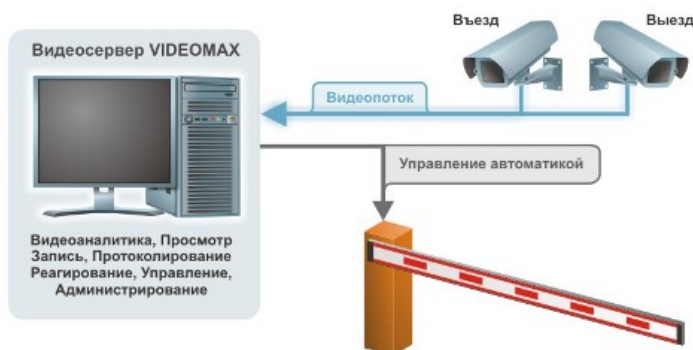 Видеосервер VIDEOMAX
Въезд
Выезд
Видеопоток
Управление автоматикой
Видеоаналитика, Просмотр
Запись, Протоколирование
Реагирование, Управление,
Администрирование